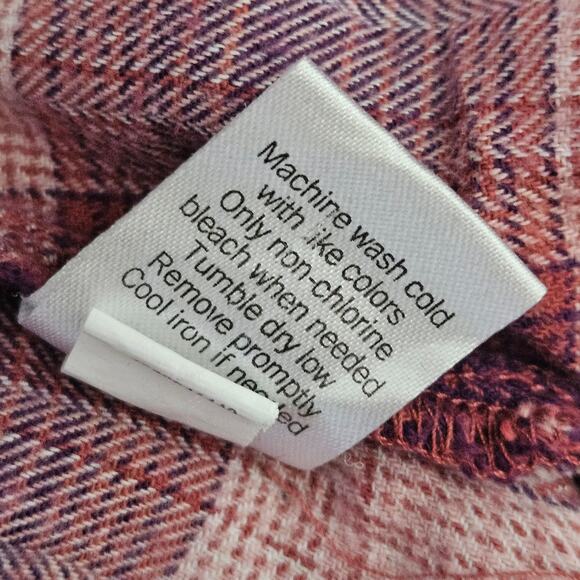 Machine wash cold
with like colors
Only non-chlorine
bleach when needed
Tumble dry low
Remove promptly
Cool iron if needed